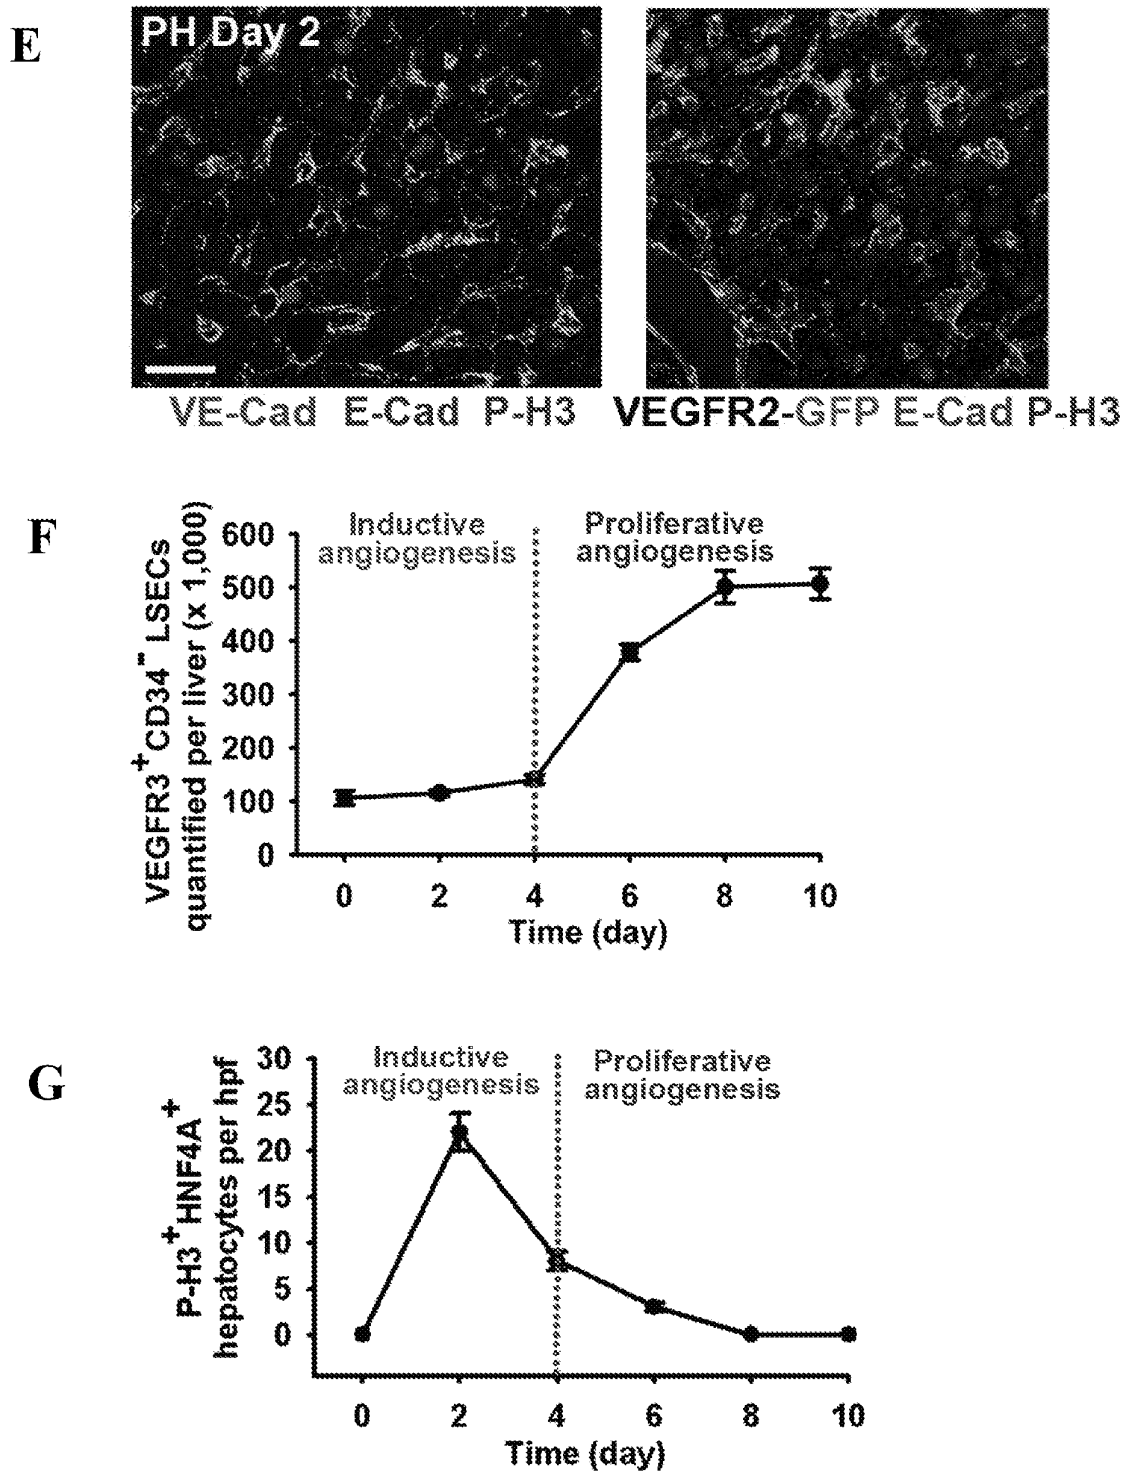 E
PH Day 2
VE-Cad E-Cad P-H3
VEGFR2-GFP E-Cad P-H3
F
VEGFR3+CD34- LSECs
quantified per liver (x 1,000)
600
500
400
300
200
100
0
Inductive
angiogenesis
Proliferative
angiogenesis
0 2 4 6 8 10
Time (day)
G
P-H3+HNF4A+
hepatocytes per hpf
30
25
20
15
10
5
0
Inductive
angiogenesis
Proliferative
angiogenesis
0 2 4 6 8 10
Time (day)